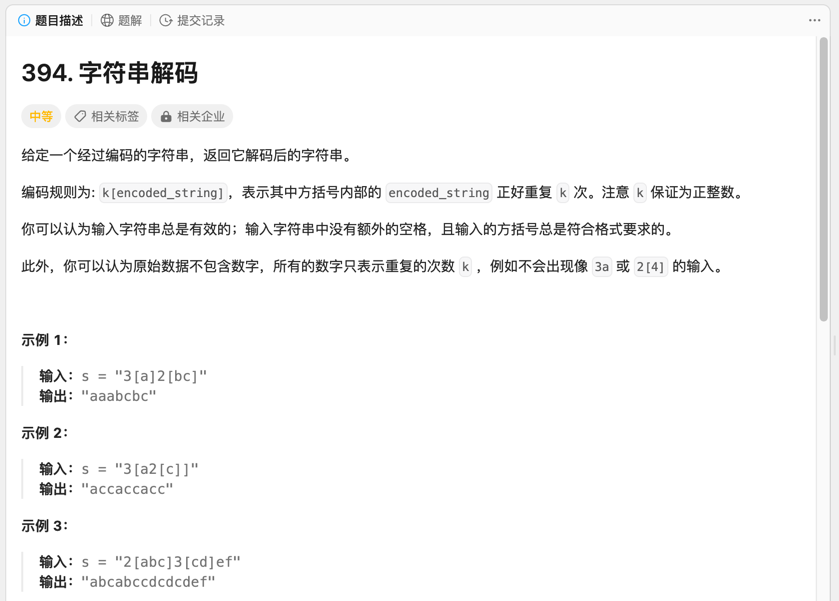 题目描述 题解 提交记录 ...
394. 字符串解码
中等 相关标签 相关企业
给定一个经过编码的字符串，返回它解码后的字符串。
编码规则为: k[encoded_string]，表示其中方括号内部的 encoded_string 正好重复 k 次。注意 k 保证为正整数。
你可以认为输入字符串总是有效的；输入字符串中没有额外的空格，且输入的方括号总是符合格式要求的。
此外，你可以认为原始数据不包含数字，所有的数字只表示重复的次数 k ，例如不会出现像 3a 或 2[4] 的输入。
示例 1：
输入：s = "3[a]2[bc]"
输出："aaabcbc"
示例 2：
输入：s = "3[a2[c]]"
输出："accaccacc"
示例 3：
输入：s = "2[abc]3[cd]ef"
输出："abcabccdcdcdef"